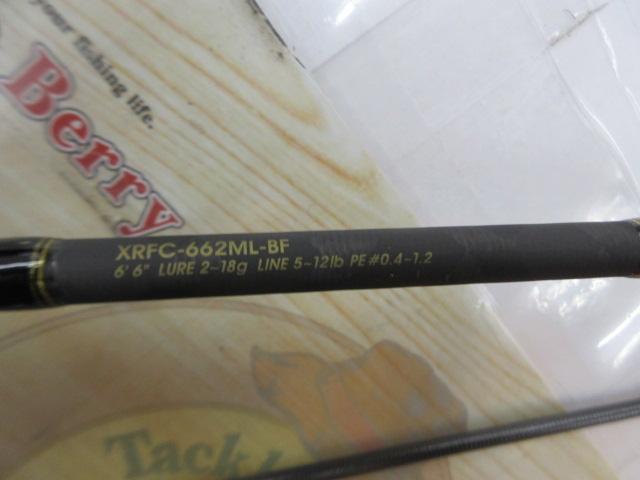 your fishing life.
Berry
XRFC-662ML-BF
6' 6" LURE 2~18g LINE 5~12lb PE#0.4~1.2
Tackl